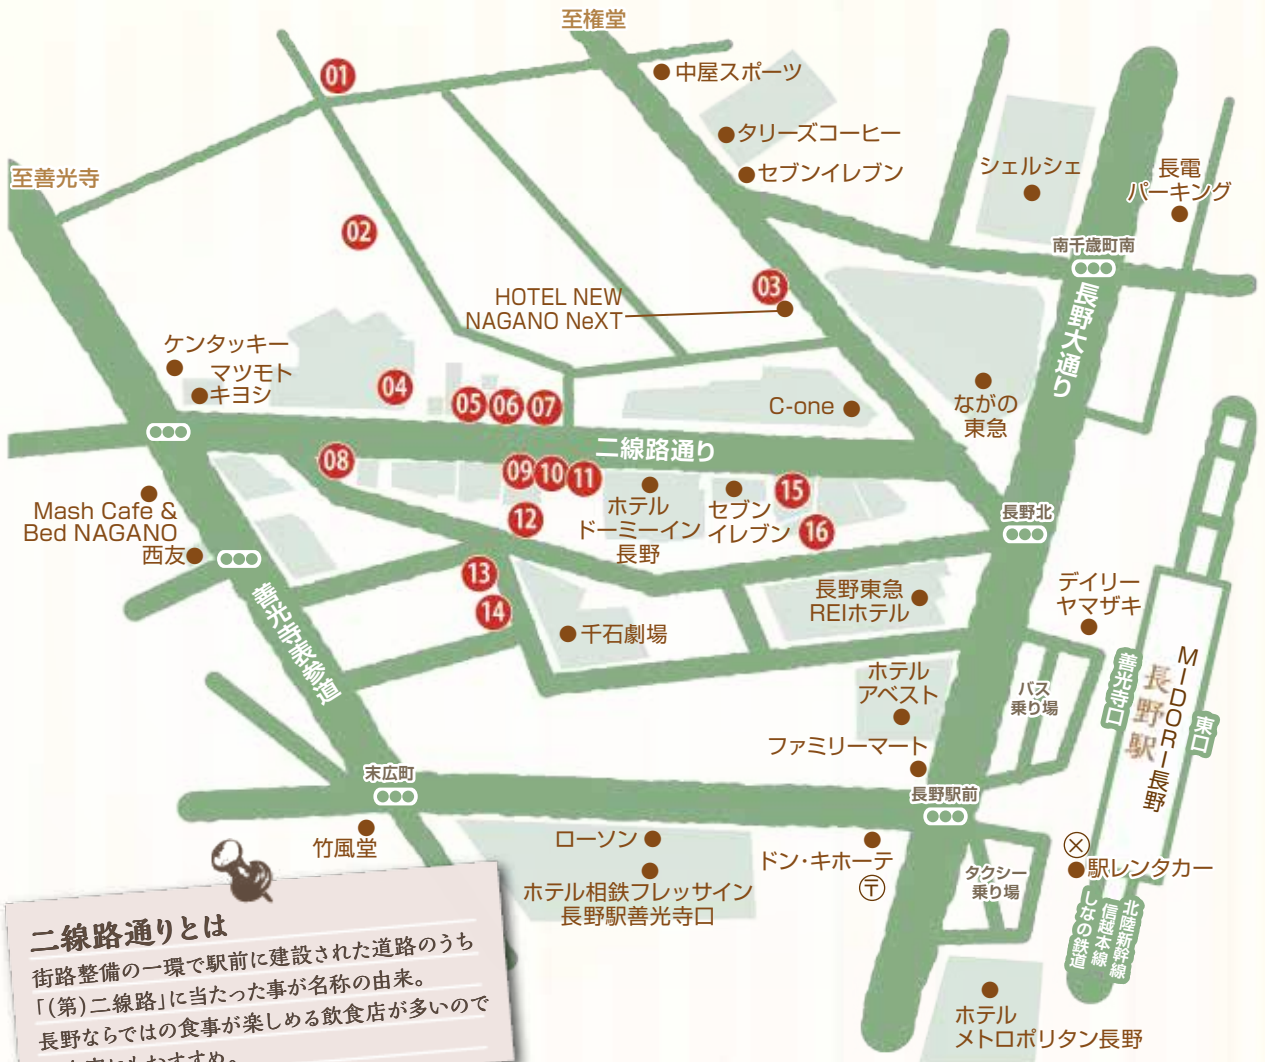 至権堂
01
中屋スポーツ
タリーズコーヒー
セブンイレブン
シェルシェ
長電
パーキング
至善光寺
02
南千歳町南
03
HOTEL NEW
NAGANO NeXT
長野大通り
ケンタッキー
マツモト
キヨシ
04
05
06
07
C-one
ながの
東急
二線路通り
08
09
10
11
ホテル
ドーミーイン
長野
セブン
イレブン
15
16
12
長野北
Mash Cafe &
Bed NAGANO
西友
善光寺表参道
13
14
千石劇場
長野東急
REIホテル
デイリー
ヤマザキ
ホテル
アベスト
バス
乗り場
善光寺口
長野駅
MIDORI長野
東口
ファミリーマート
末広町
長野駅前
竹風堂
ローソン
ホテル相鉄フレッサイン
長野駅善光寺口
ドン・キホーテ
〒
タクシー
乗り場
駅レンタカー
北陸新幹線
信越本線
しなの鉄道
ホテル
メトロポリタン長野
二線路通りとは
街路整備の一環で駅前に建設された道路のうち
「(第)二線路」に当たった事が名称の由来。
長野ならではの食事が楽しめる飲食店が多いので
もおすすめ。